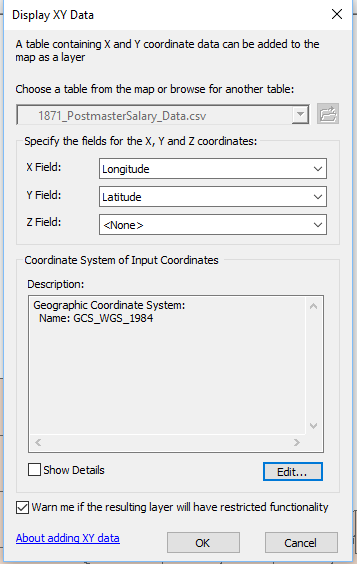 Display XY Data
A table containing X and Y coordinate data can be added to the
map as a layer
Choose a table from the map or browse for another table:
1871_PostmasterSalary_Data.csv
Specify the fields for the X, Y and Z coordinates:
X Field:
Longitude
Y Field:
Latitude
Z Field:
<None>
Coordinate System of Input Coordinates
Description:
Geographic Coordinate System:
Name: GCS_WGS_1984
Show Details
Edit...
Warn me if the resulting layer will have restricted functionality
About adding XY data
OK
Cancel